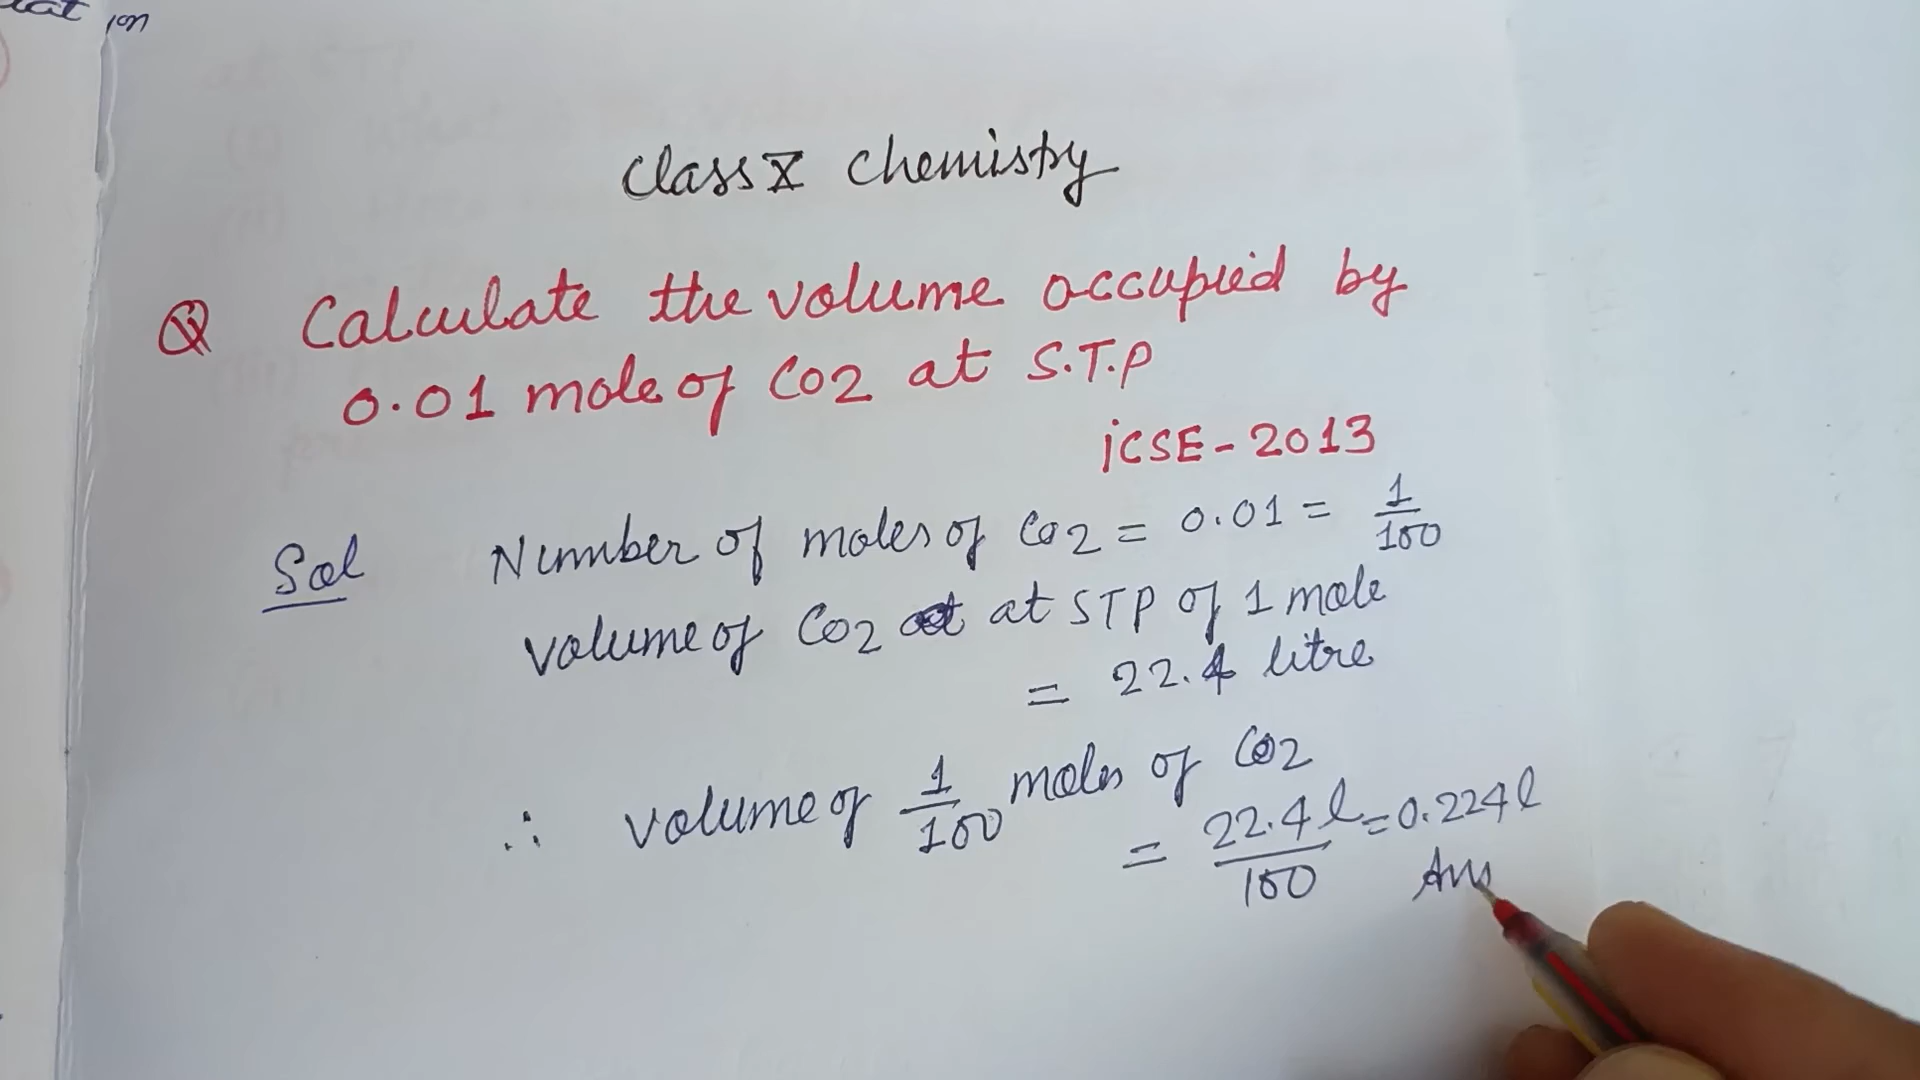 ion
Class X Chemistry
Q Calculate the volume occupied by
0.01 mole of CO2 at S.T.P
iCSE-2013
Sol Number of moles of CO2 = 0.01 = 1/100
volume of CO2 at STP of 1 mole
= 22.4 litre
∴ volume of 1/100 moles of CO2
= 22.4 l/100 = 0.224 l
Ans